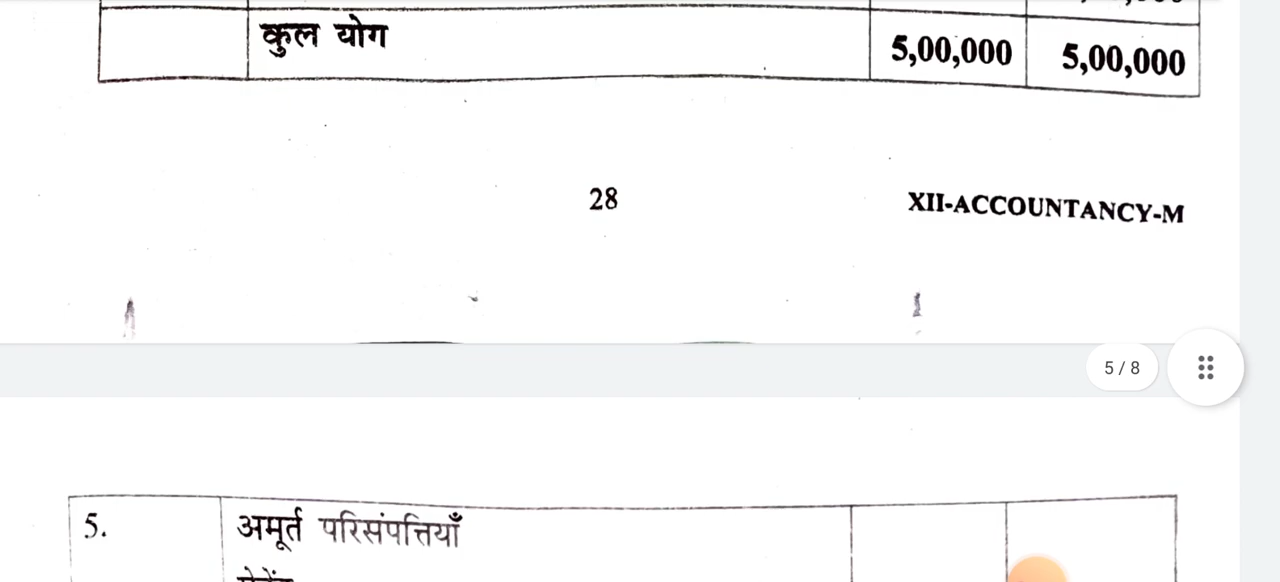 कुल योग 5,00,000 5,00,000
28 XII-ACCOUNTANCY-M
5 / 8
5. अमूर्त परिसंपत्तियाँ